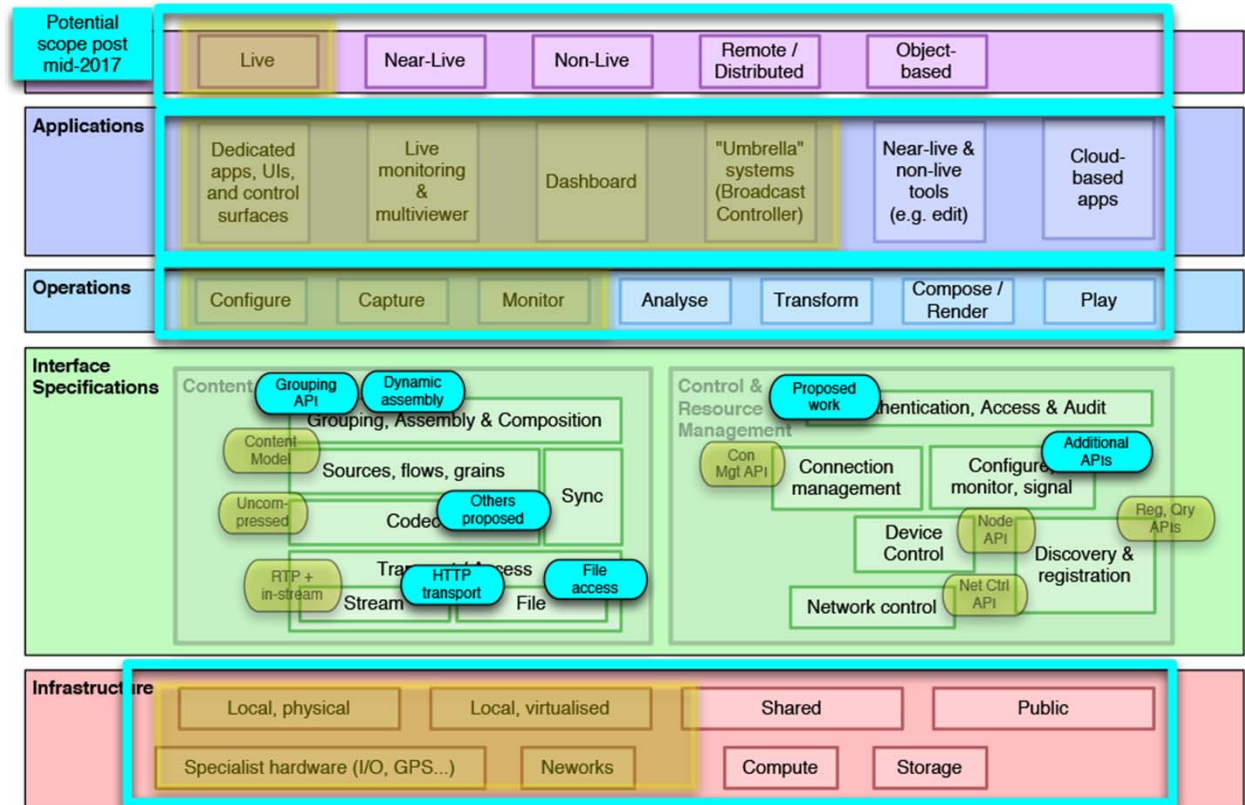 Potential
scope post
mid-2017
Live
Near-Live
Non-Live
Remote /
Distributed
Object-
based
Applications
Dedicated
apps, UIs,
and control
surfaces
Live
monitoring
&
multiviewer
Dashboard
"Umbrella"
systems
(Broadcast
Controller)
Near-live &
non-live
tools
(e.g. edit)
Cloud-
based
apps
Operations
Configure
Capture
Monitor
Analyse
Transform
Compose /
Render
Play
Interface
Specifications
Content
Grouping
API
Dynamic
assembly
Grouping, Assembly & Composition
Content
Model
Sources, flows, grains
Sync
Uncom-
pressed
Codec
Others
proposed
RTP +
in-stream
HTTP
transport
File
access
Stream
File
Control &
Resource
Management
Proposed
work
thentication, Access & Audit
Con
Mgt API
Connection
management
Configure,
monitor, signal
Additional
APIs
Reg, Qry
APIs
Device
Control
Node
API
Discovery &
registration
Network control
Net Ctrl
API
Infrastructure
Local, physical
Local, virtualised
Shared
Public
Specialist hardware (I/O, GPS...)
Neworks
Compute
Storage